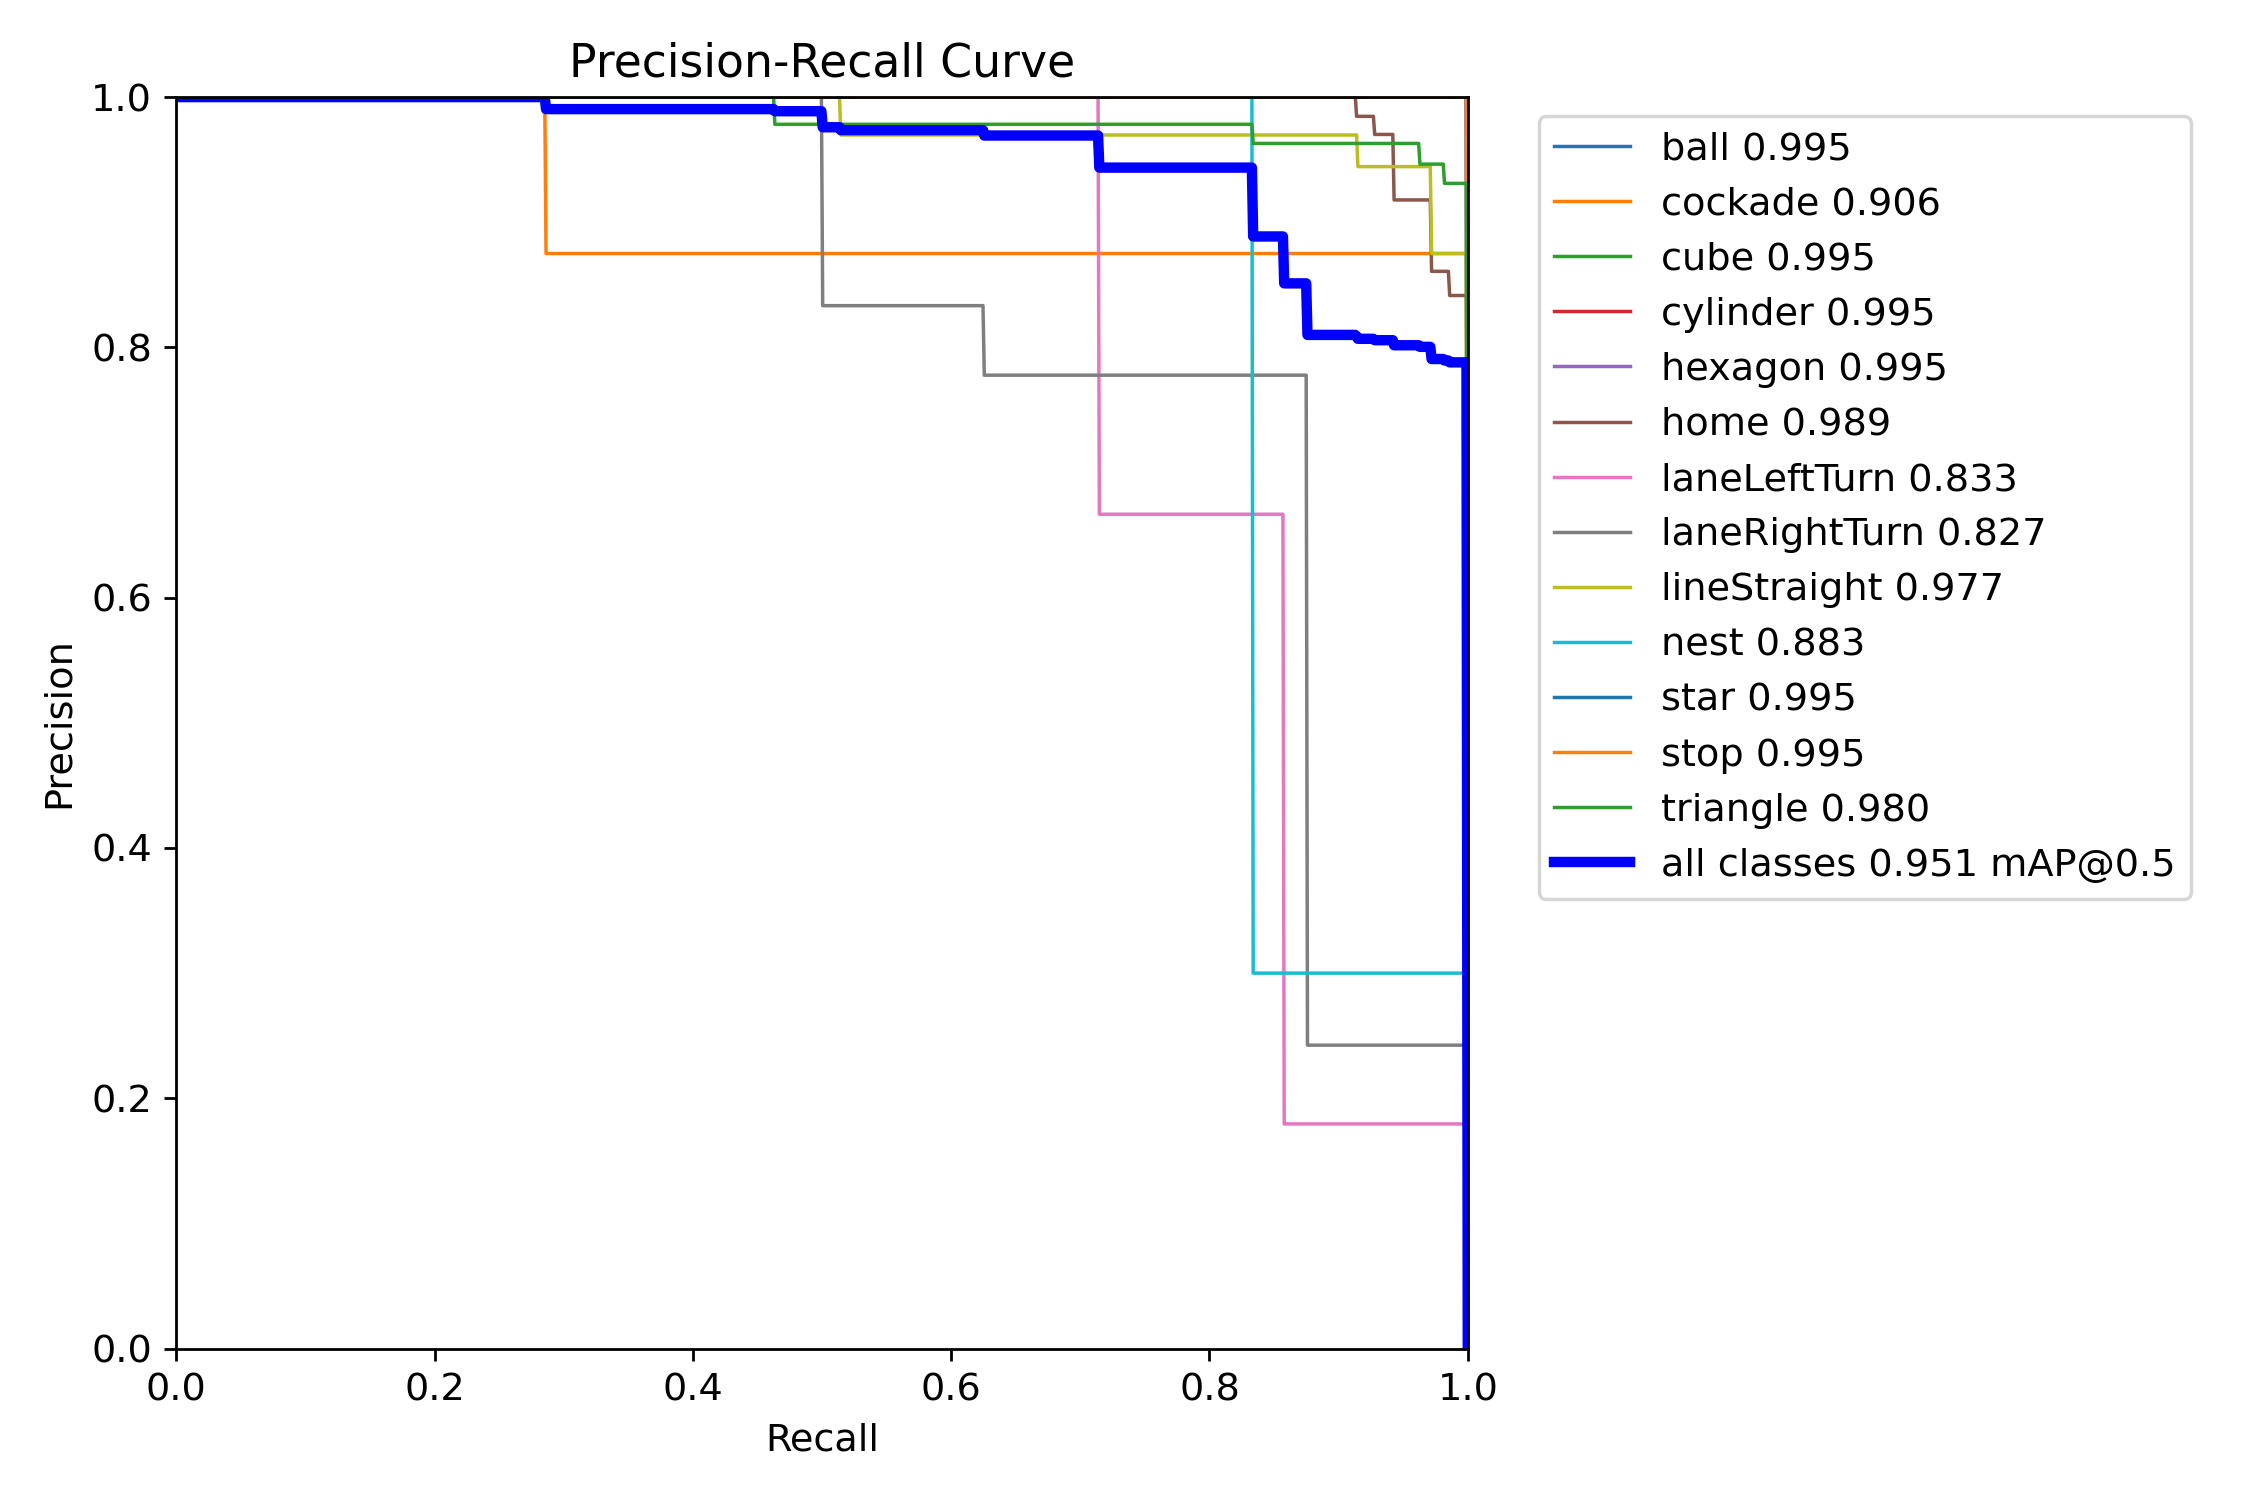 Precision-Recall Curve
1.0
0.8
0.6
0.4
0.2
0.0
Precision
0.0 0.2 0.4 0.6 0.8 1.0
Recall
ball 0.995
cockade 0.906
cube 0.995
cylinder 0.995
hexagon 0.995
home 0.989
laneLeftTurn 0.833
laneRightTurn 0.827
lineStraight 0.977
nest 0.883
star 0.995
stop 0.995
triangle 0.980
all classes 0.951 mAP@0.5